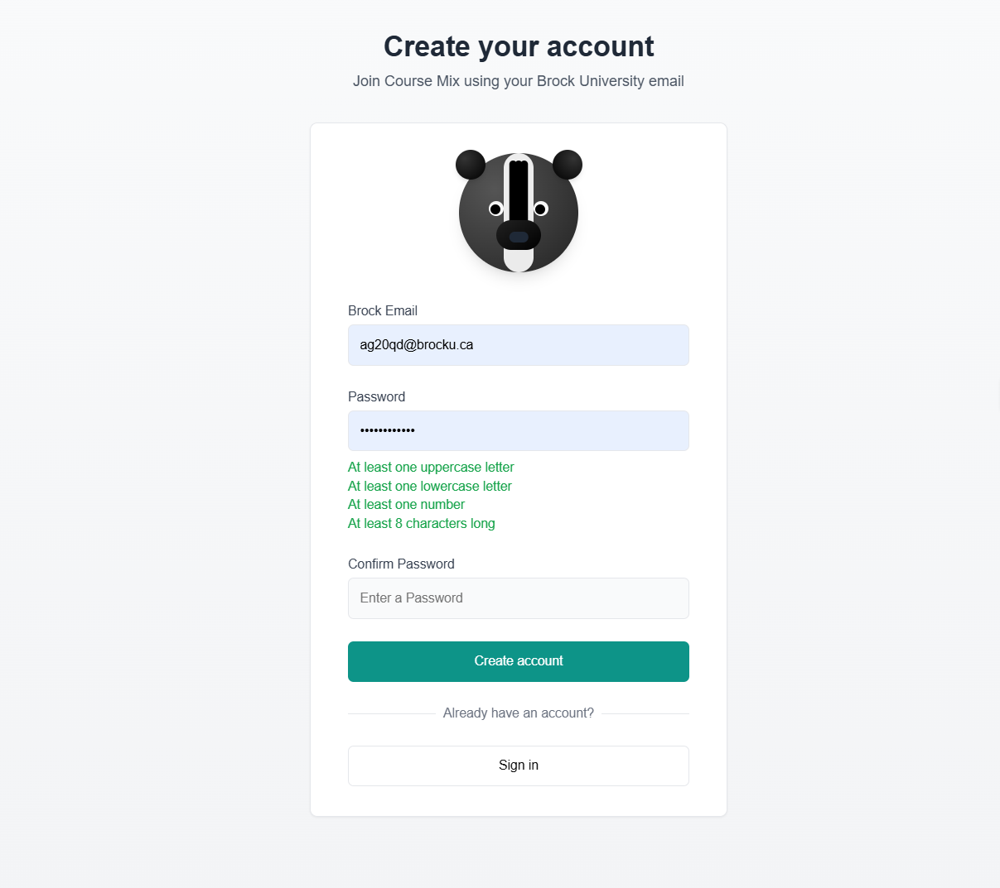 Create your account
Join Course Mix using your Brock University email
Brock Email
ag20qd@brocku.ca
Password
••••••••••••
At least one uppercase letter
At least one lowercase letter
At least one number
At least 8 characters long
Confirm Password
Enter a Password
Create account
Already have an account?
Sign in